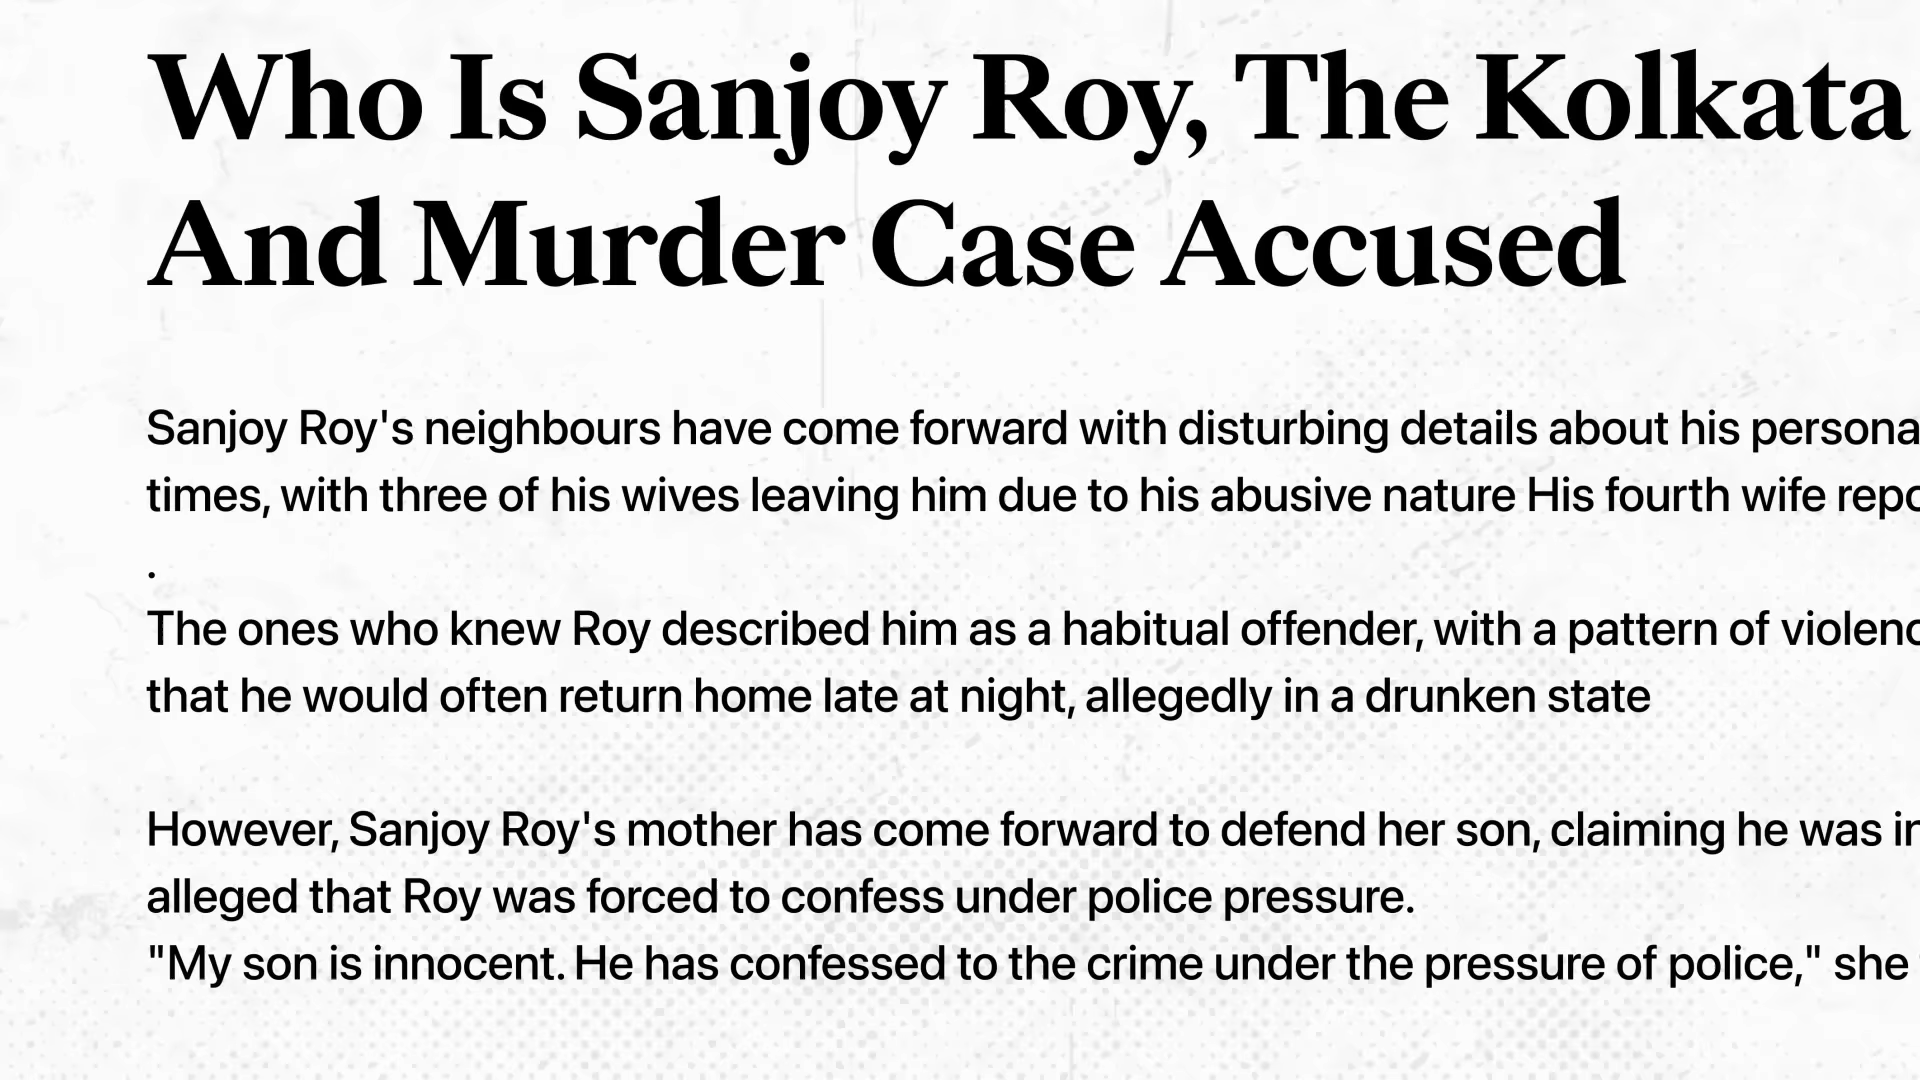 Who Is Sanjoy Roy, The Kolkata
And Murder Case Accused
Sanjoy Roy's neighbours have come forward with disturbing details about his persona
times, with three of his wives leaving him due to his abusive nature His fourth wife repo
.
The ones who knew Roy described him as a habitual offender, with a pattern of violenc
that he would often return home late at night, allegedly in a drunken state
However, Sanjoy Roy's mother has come forward to defend her son, claiming he was in
alleged that Roy was forced to confess under police pressure.
"My son is innocent. He has confessed to the crime under the pressure of police," she